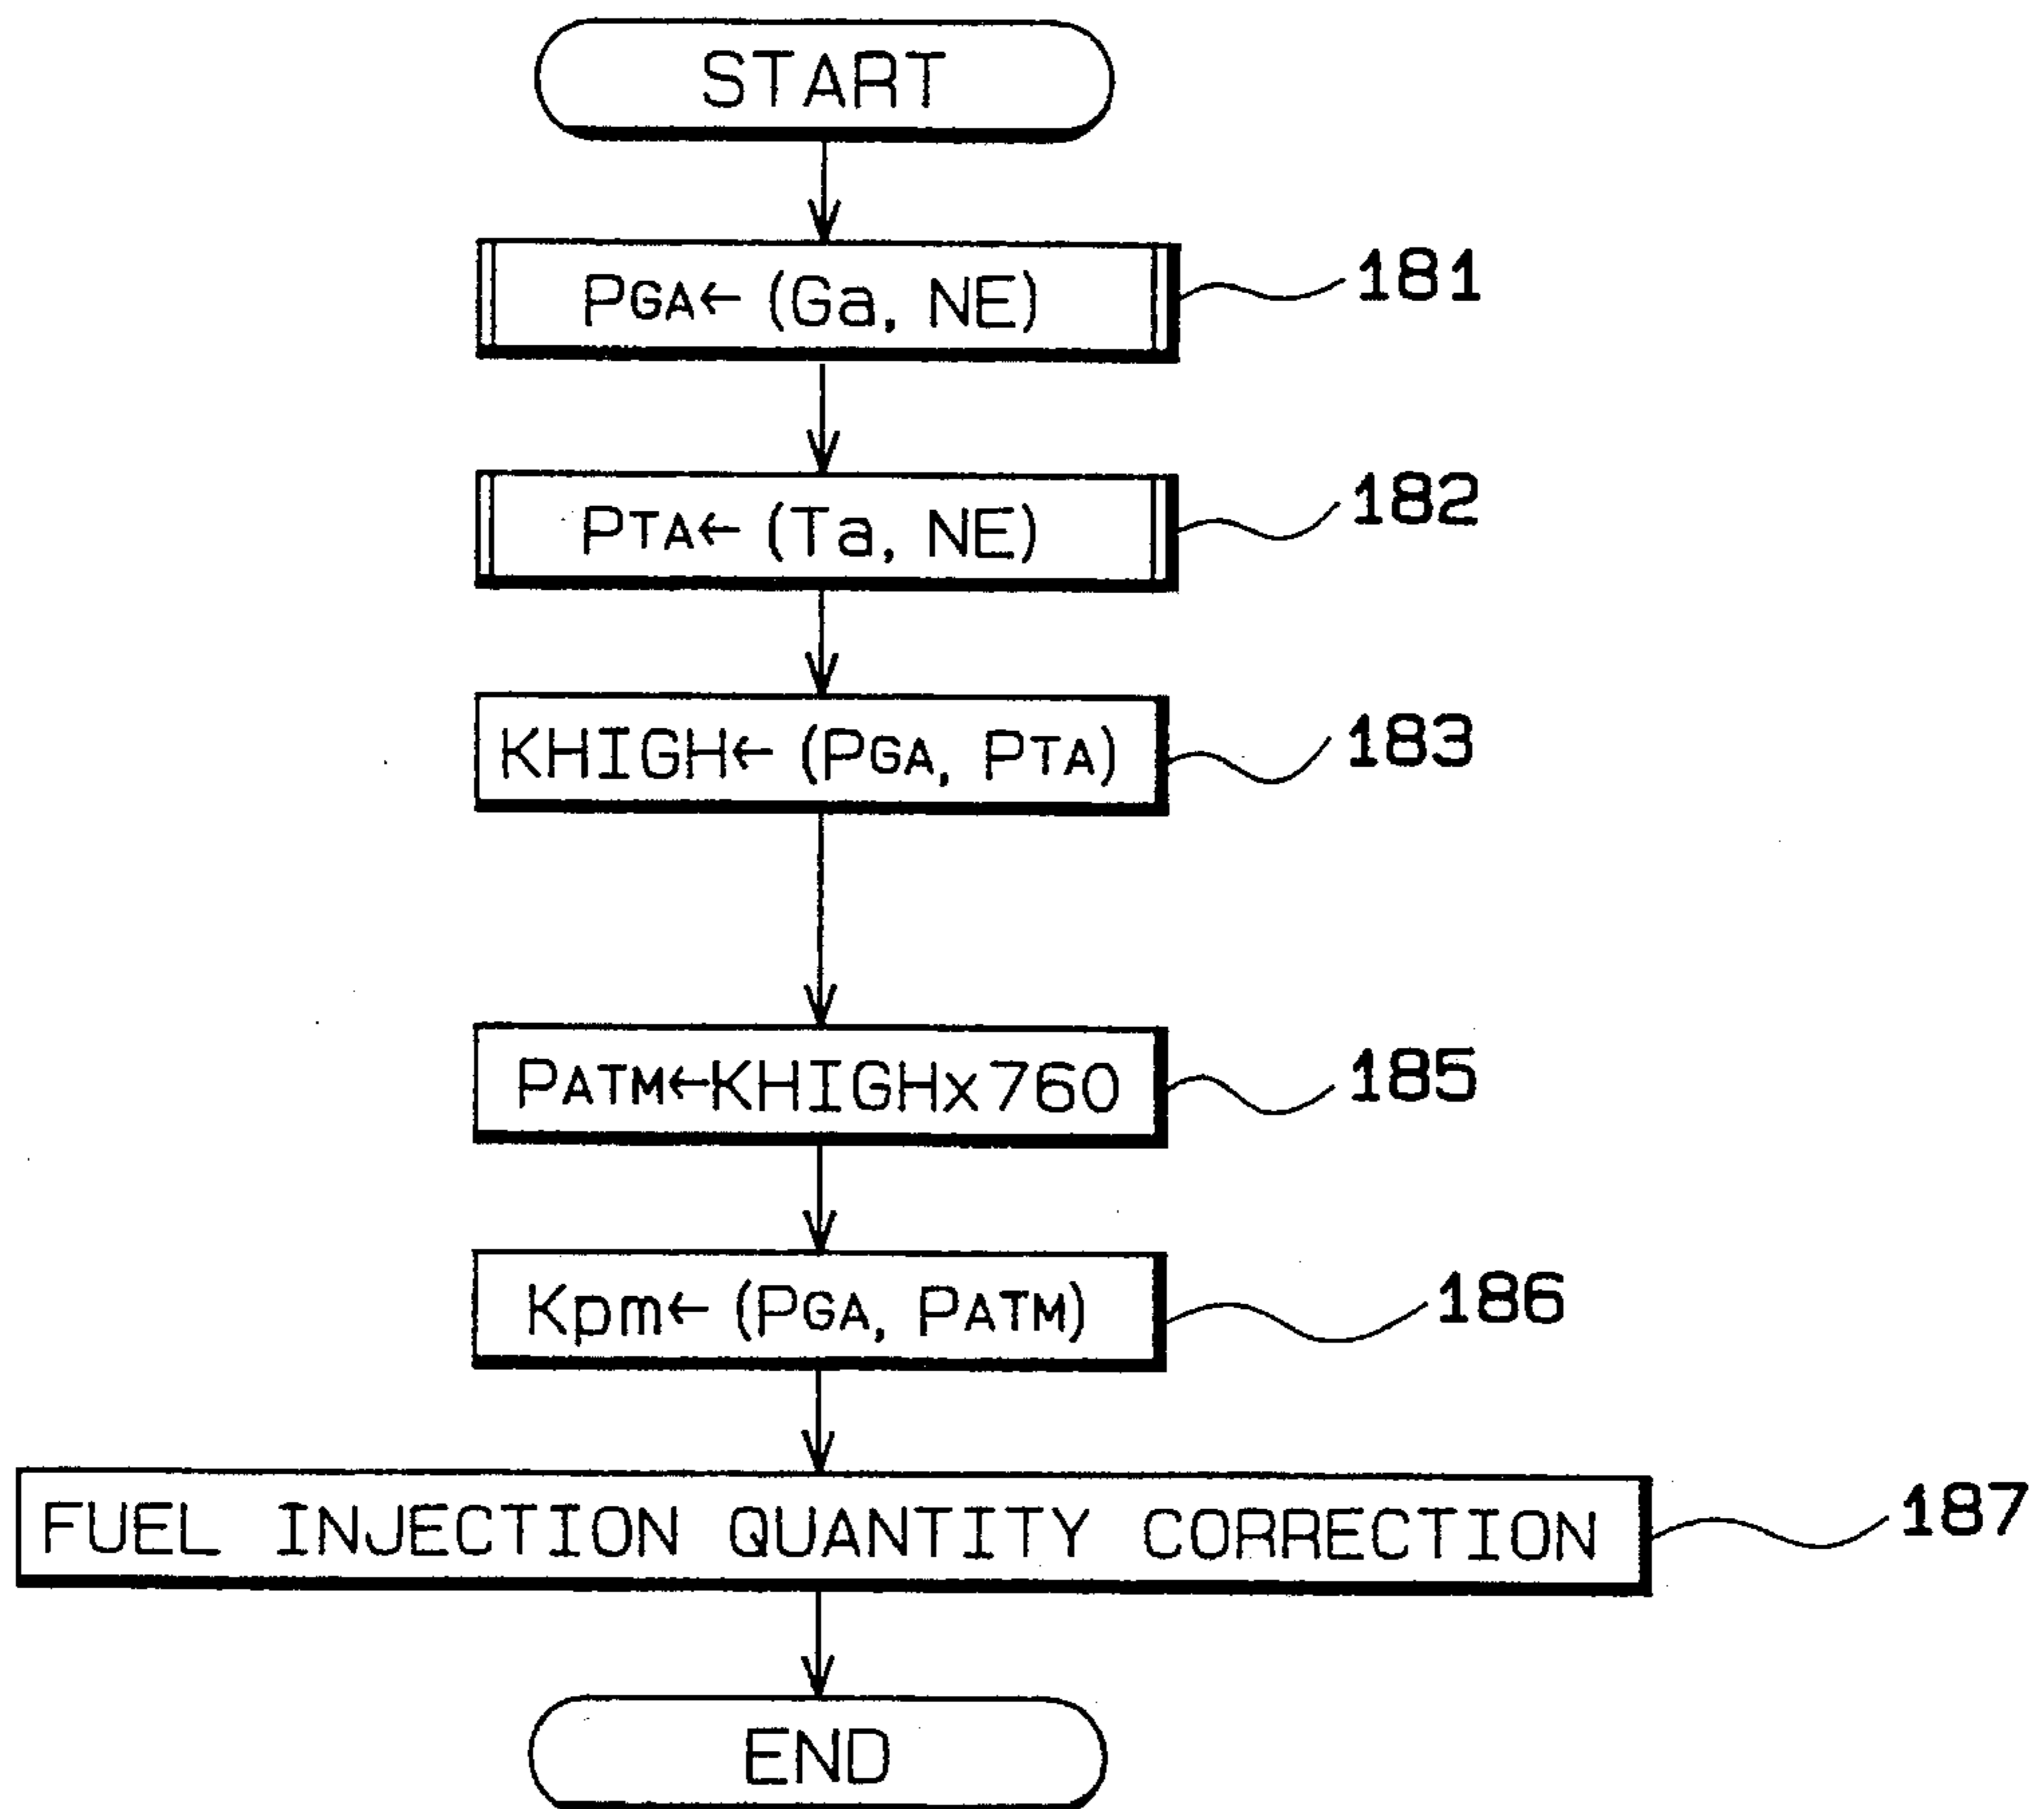 START
PGA← (Ga, NE)
181
PTA← (Ta, NE)
182
KHIGH← (PGA, PTA)
183
PATM←KHIGHx760
185
Kpm← (PGA, PATM)
186
FUEL INJECTION QUANTITY CORRECTION
187
END